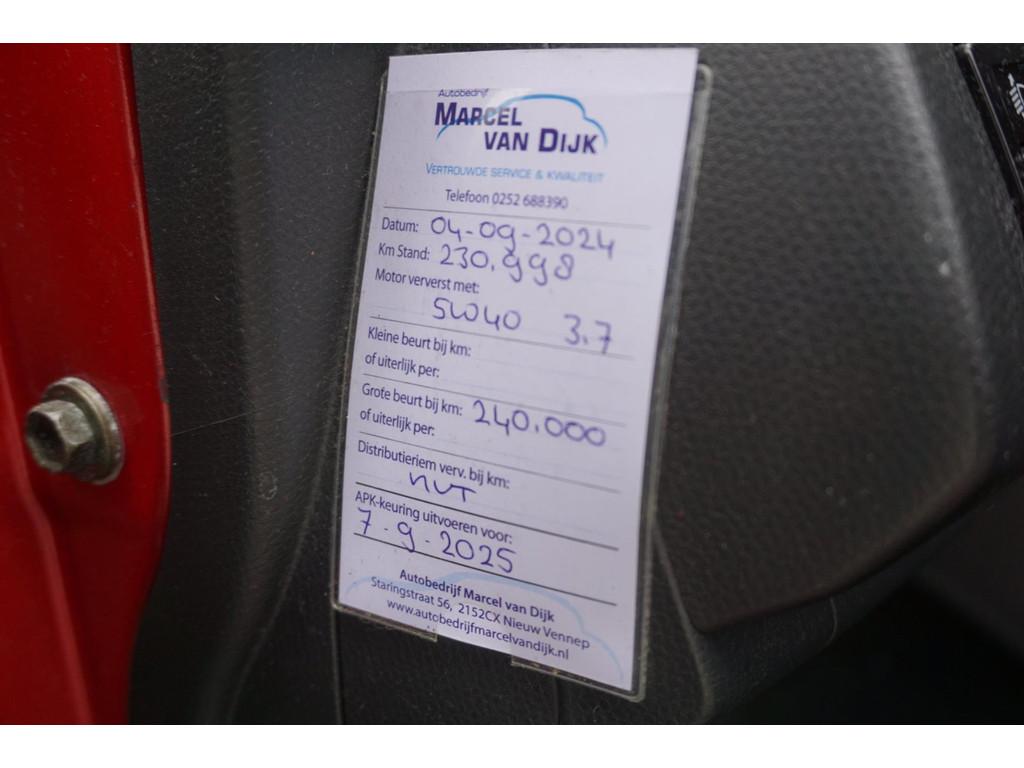 Autobedrijf
MARCEL
VAN DIJK
VERTROUWDE SERVICE & KWALITEIT
Telefoon 0252 688390
Datum: 04-09-2024
Km Stand: 230.998
Motor ververst met:
5W40 3.7
Kleine beurt bij km:
of uiterlijk per:
Grote beurt bij km: 240.000
of uiterlijk per:
Distributieriem verv. bij km:
NVT
APK-keuring uitvoeren voor:
7-9-2025
Autobedrijf Marcel van Dijk
Staringstraat 56, 2152CX Nieuw Vennep
www.autobedrijfmarcelvandijk.nl